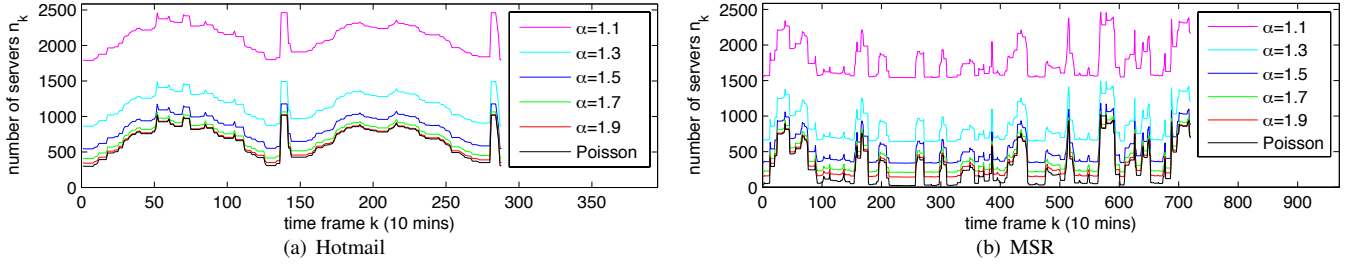 number of servers n_k
2500
2000
1500
1000
500
0
0 50 100 150 200 250 300 350
time frame k (10 mins)
α=1.1
α=1.3
α=1.5
α=1.7
α=1.9
Poisson
(a) Hotmail
number of servers n_k
2500
2000
1500
1000
500
0
0 100 200 300 400 500 600 700 800 900
time frame k (10 mins)
α=1.1
α=1.3
α=1.5
α=1.7
α=1.9
Poisson
(b) MSR